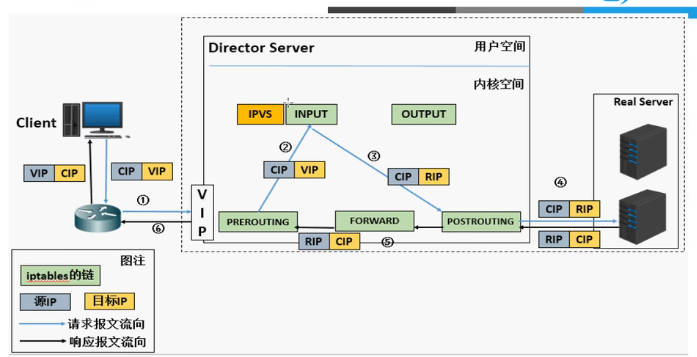 Director Server
用户空间
内核空间
Real Server
Client
IPVS
INPUT
OUTPUT
②
③
④
CIP VIP
CIP RIP
VIP CIP
CIP VIP
①
⑥
VIP
PREROUTING
FORWARD
POSTROUTING
CIP RIP
RIP CIP
⑤
RIP CIP
图注
iptables的链
源IP
目标IP
请求报文流向
响应报文流向